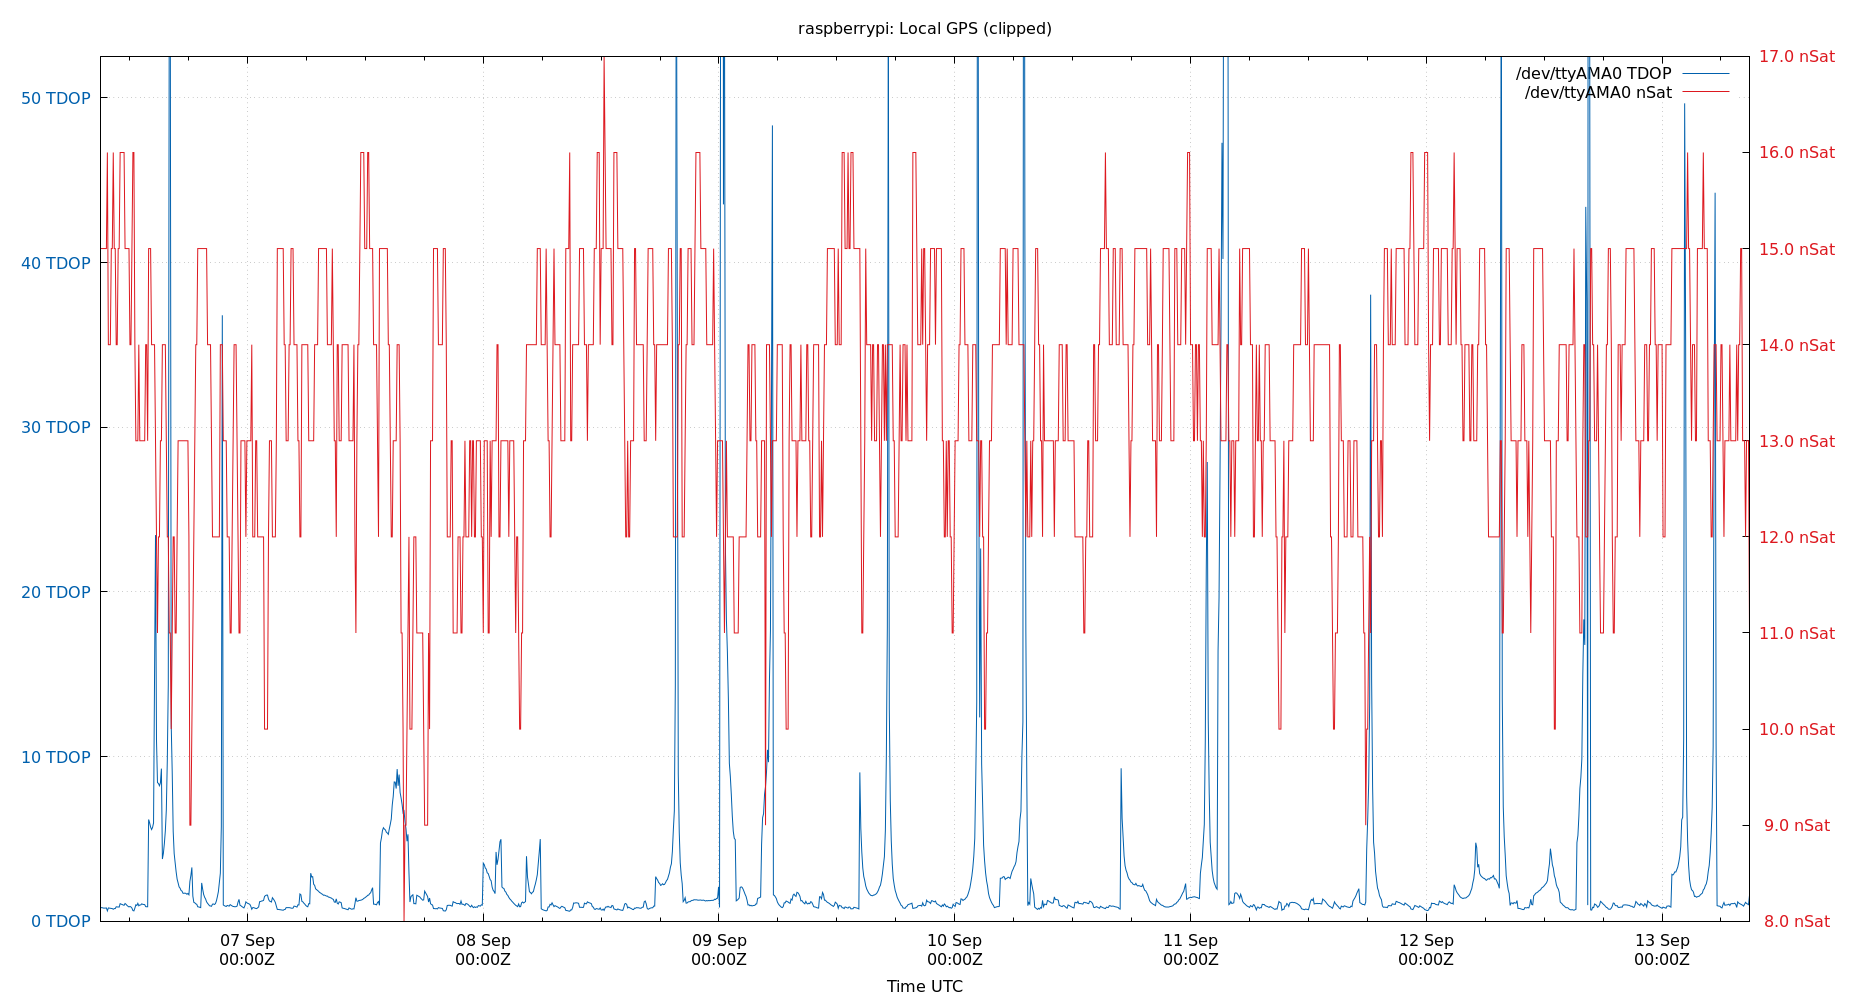 raspberrypi: Local GPS (clipped)
/dev/ttyAMA0 TDOP
/dev/ttyAMA0 nSat
50 TDOP
40 TDOP
30 TDOP
20 TDOP
10 TDOP
0 TDOP
17.0 nSat
16.0 nSat
15.0 nSat
14.0 nSat
13.0 nSat
12.0 nSat
11.0 nSat
10.0 nSat
9.0 nSat
8.0 nSat
07 Sep
00:00Z
08 Sep
00:00Z
09 Sep
00:00Z
10 Sep
00:00Z
11 Sep
00:00Z
12 Sep
00:00Z
13 Sep
00:00Z
Time UTC